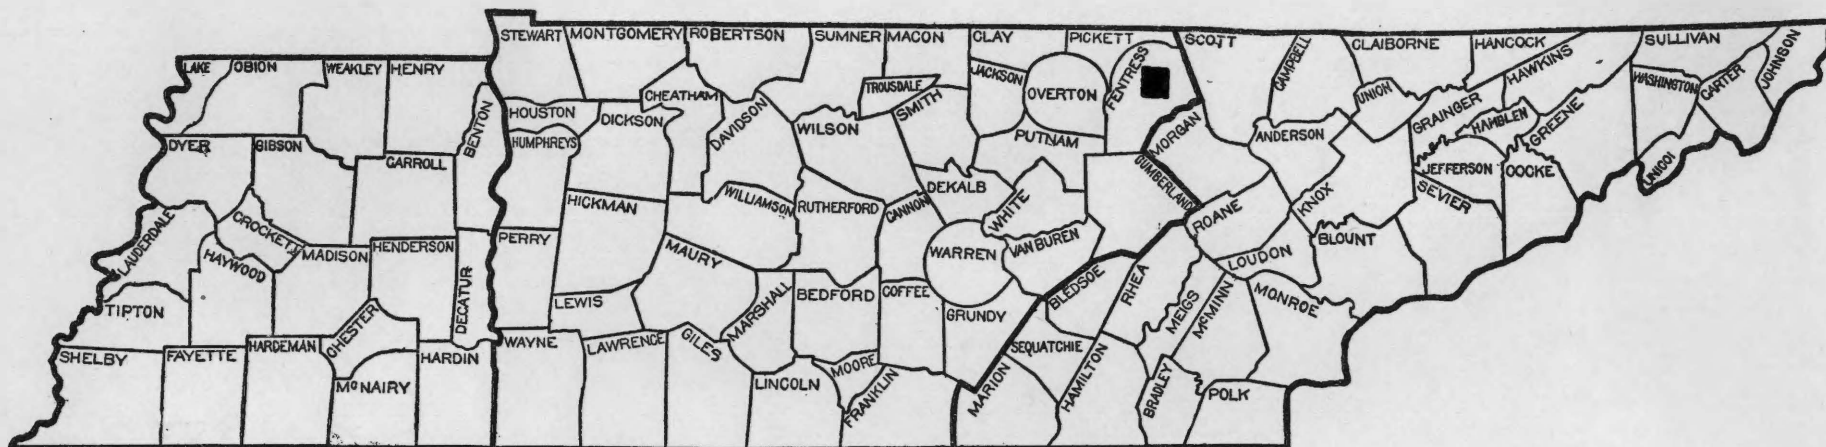 STEWART
MONTGOMERY
ROBERTSON
SUMNER
MACON
CLAY
PICKETT
SCOTT
CAMPBELL
CLAIBORNE
HANCOCK
HAWKINS
SULLIVAN
JOHNSON
LAKE
OBION
WEAKLEY
HENRY
BENTON
HOUSTON
DICKSON
CHEATHAM
DAVIDSON
TROUSDALE
WILSON
SMITH
JACKSON
OVERTON
FENTRESS
MORGAN
ANDERSON
UNION
GRAINGER
HAMBLEN
GREENE
WASHINGTON
CARTER
UNICOI
DYER
GIBSON
CARROLL
HUMPHREYS
PUTNAM
CUMBERLAND
JEFFERSON
COCKE
LAUDERDALE
CROCKETT
HAYWOOD
MADISON
HENDERSON
DECATUR
PERRY
HICKMAN
WILLIAMSON
RUTHERFORD
CANNON
DEKALB
WHITE
VAN BUREN
WARREN
ROANE
KNOX
SEVIER
BLOUNT
LOUDON
TIPTON
LEWIS
MAURY
MARSHALL
BEDFORD
COFFEE
GRUNDY
BLEDSOE
RHEA
MEIGS
McMINN
MONROE
SHELBY
FAYETTE
HARDEMAN
CHESTER
McNAIRY
HARDIN
WAYNE
LAWRENCE
GILES
LINCOLN
MOORE
FRANKLIN
SEQUATCHIE
MARION
HAMILTON
BRADLEY
POLK